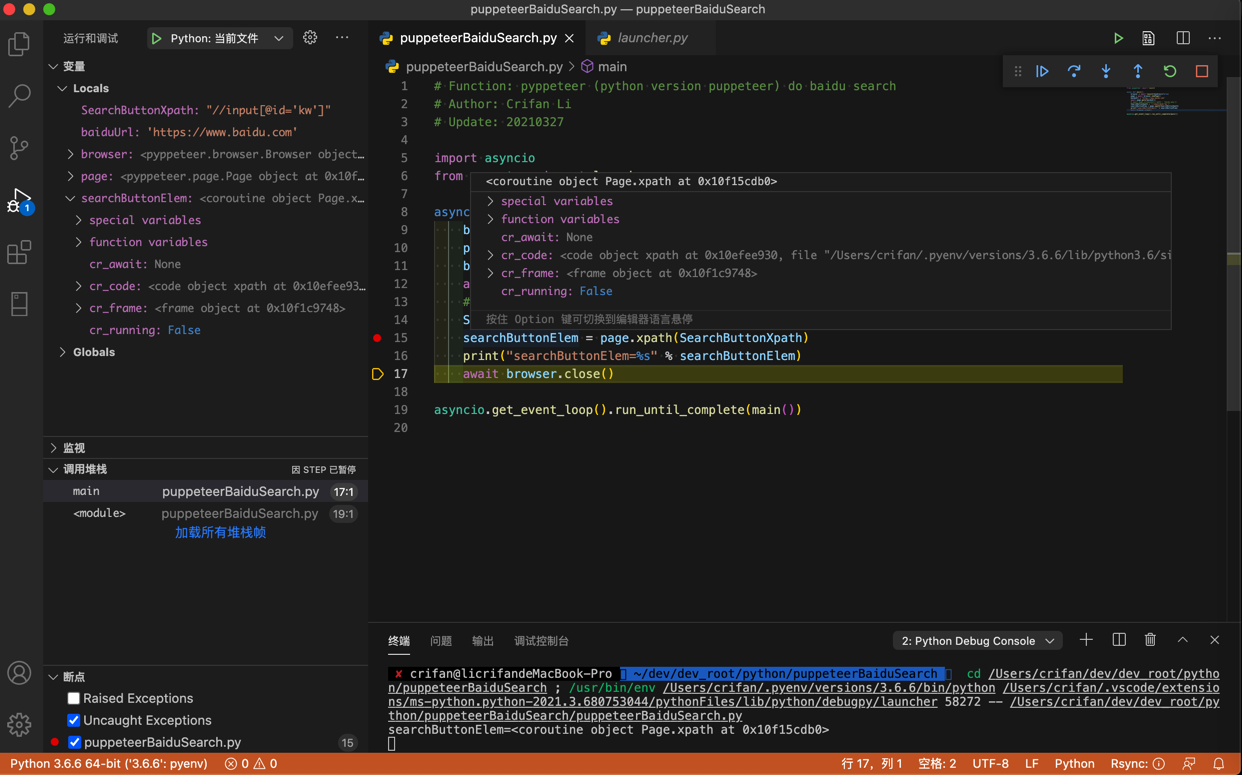 puppeteerBaiduSearch.py — puppeteerBaiduSearch
运行和调试
Python: 当前文件
变量
Locals
SearchButtonXpath: "//input[@id='kw']"
baiduUrl: 'https://www.baidu.com'
browser: <pyppeteer.browser.Browser object…
page: <pyppeteer.page.Page object at 0x10f…
searchButtonElem: <coroutine object Page.x…
special variables
function variables
cr_await: None
cr_code: <code object xpath at 0x10efee93…
cr_frame: <frame object at 0x10f1c9748>
cr_running: False
Globals
监视
调用堆栈
因 STEP 已暂停
main puppeteerBaiduSearch.py 17:1
<module> puppeteerBaiduSearch.py 19:1
加载所有堆栈帧
断点
Raised Exceptions
Uncaught Exceptions
puppeteerBaiduSearch.py 15
1
puppeteerBaiduSearch.py
launcher.py
puppeteerBaiduSearch.py > main
1 # Function: pyppeteer (python version puppeteer) do baidu search
2 # Author: Crifan Li
3 # Update: 20210327
4
5 import asyncio
6 from
7
8 async
9 b
10 p
11 b
12 a
13 #
14 S
<coroutine object Page.xpath at 0x10f15cdb0>
special variables
function variables
cr_await: None
cr_code: <code object xpath at 0x10efee930, file "/Users/crifan/.pyenv/versions/3.6.6/lib/python3.6/si
cr_frame: <frame object at 0x10f1c9748>
cr_running: False
按住 Option 键可切换到编辑器语言悬停
15 searchButtonElem = page.xpath(SearchButtonXpath)
16 print("searchButtonElem=%s" % searchButtonElem)
17 await browser.close()
18
19 asyncio.get_event_loop().run_until_complete(main())
20
终端 问题 输出 调试控制台
2: Python Debug Console
✘ crifan@licrifandeMacBook-Pro ~/dev/dev_root/python/puppeteerBaiduSearch cd /Users/crifan/dev/dev_root/pytho
n/puppeteerBaiduSearch ; /usr/bin/env /Users/crifan/.pyenv/versions/3.6.6/bin/python /Users/crifan/.vscode/extensio
ns/ms-python.python-2021.3.680753044/pythonFiles/lib/python/debugpy/launcher 58272 -- /Users/crifan/dev/dev_root/py
thon/puppeteerBaiduSearch/puppeteerBaiduSearch.py
searchButtonElem=<coroutine object Page.xpath at 0x10f15cdb0>
Python 3.6.6 64-bit ('3.6.6': pyenv) 0 0 行 17, 列 1 空格: 2 UTF-8 LF Python Rsync: